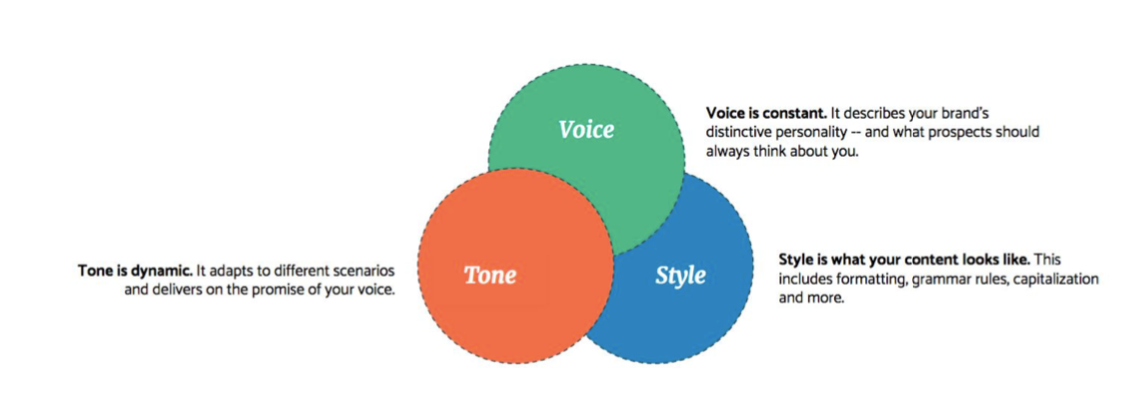 Voice
Voice is constant. It describes your brand's
distinctive personality -- and what prospects should
always think about you.
Tone is dynamic. It adapts to different scenarios
and delivers on the promise of your voice.
Tone
Style
Style is what your content looks like. This
includes formatting, grammar rules, capitalization
and more.